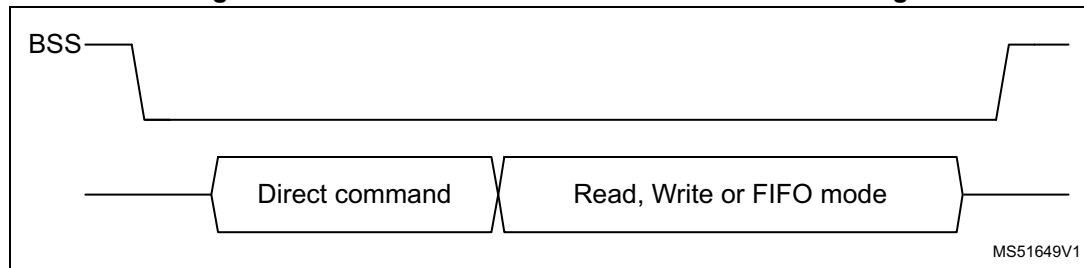 BSS
Direct command
Read, Write or FIFO mode
MS51649V1